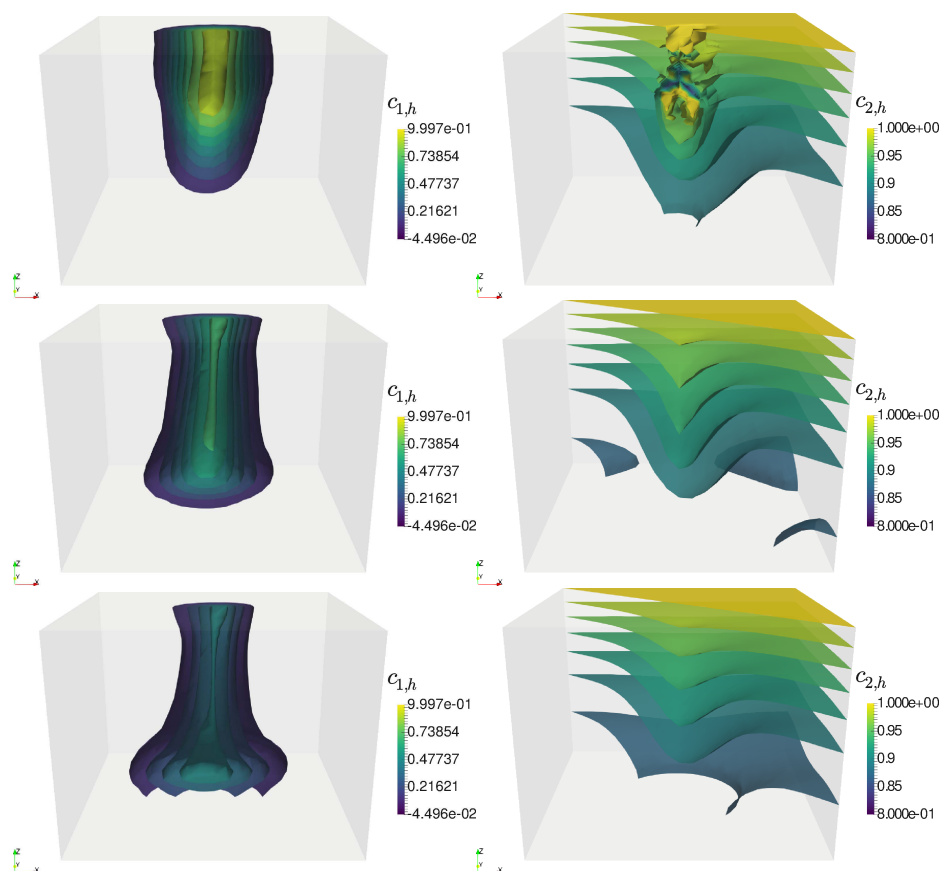 c1,h
9.997e-01
0.73854
0.47737
0.21621
-4.496e-02
Z
Y
X
c2,h
1.000e+00
0.95
0.9
0.85
8.000e-01
Z
Y
X
c1,h
9.997e-01
0.73854
0.47737
0.21621
-4.496e-02
Z
Y
X
c2,h
1.000e+00
0.95
0.9
0.85
8.000e-01
Z
Y
X
c1,h
9.997e-01
0.73854
0.47737
0.21621
-4.496e-02
Z
Y
X
c2,h
1.000e+00
0.95
0.9
0.85
8.000e-01
Z
Y
X